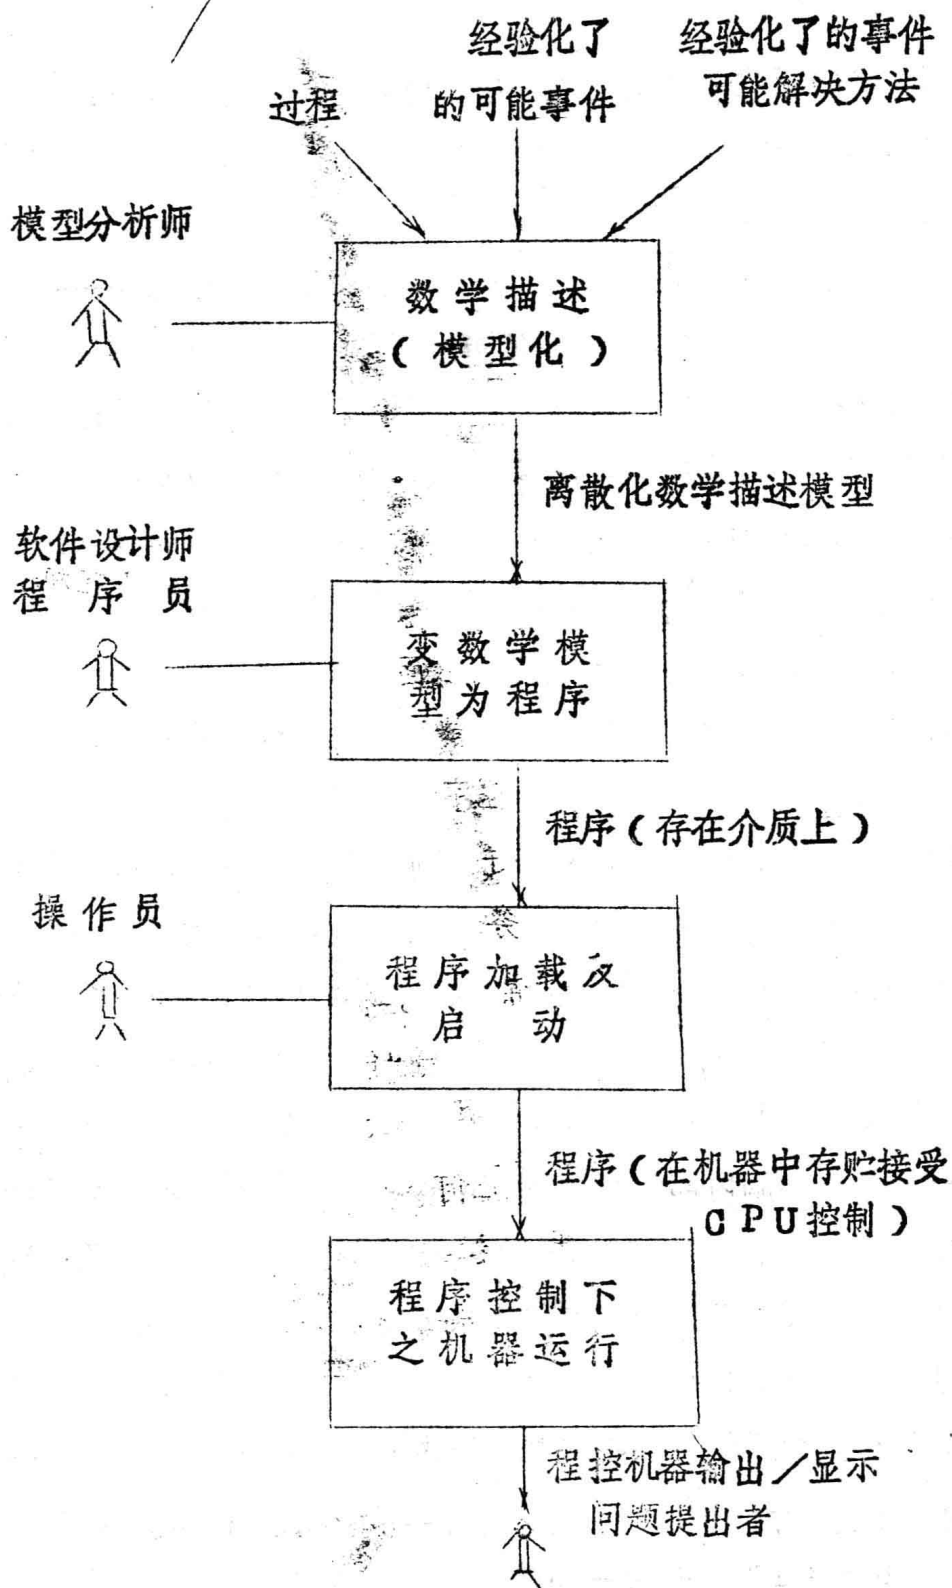 过程
经验化了
的可能事件
经验化了的事件
可能解决方法
模型分析师
数学描述
（模型化）
离散化数学描述模型
软件设计师
程序员
变数学模
型为程序
程序（存在介质上）
操作员
程序加载及
启动
程序（在机器中存贮接受
CPU控制）
程序控制下
之机器运行
程控机器输出／显示
问题提出者